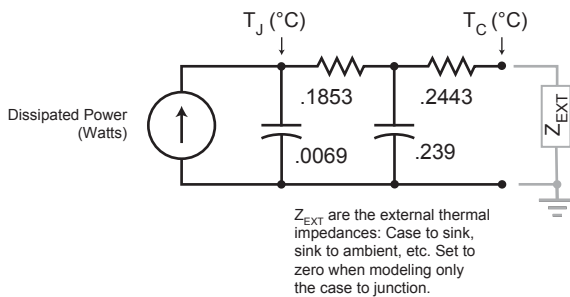 T_J (°C)
T_C (°C)
.1853
.2443
Dissipated Power
(Watts)
Z_EXT
.0069
.239
Z_EXT are the external thermal
impedances: Case to sink,
sink to ambient, etc. Set to
zero when modeling only
the case to junction.